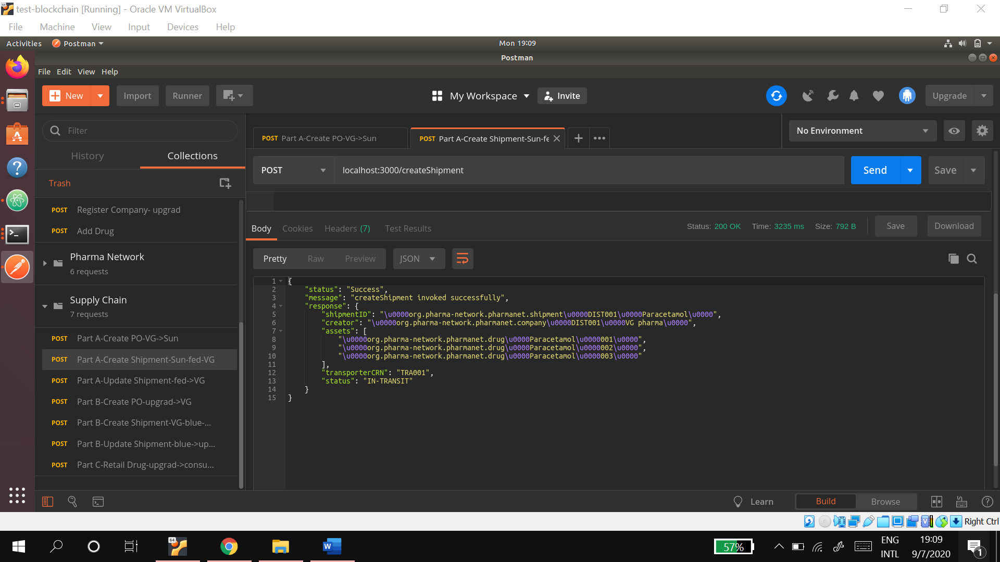 test-blockchain [Running] - Oracle VM VirtualBox
File Machine View Input Devices Help
Activities Postman Mon 19:09
Postman
File Edit View Help
New Import Runner My Workspace Invite Upgrade
Filter
No Environment
POST Part A-Create PO-VG->Sun
POST Part A-Create Shipment-Sun-fe
History Collections
POST localhost:3000/createShipment Send Save
Trash
POST Register Company- upgrad
POST Add Drug
Pharma Network
6 requests
Supply Chain
7 requests
POST Part A-Create PO-VG->Sun
POST Part A-Create Shipment-Sun-fed-VG
POST Part A-Update Shipment-fed->VG
POST Part B-Create PO-upgrad->VG
POST Part B-Create Shipment-VG-blue-...
POST Part B-Update Shipment-blue->up...
POST Part C-Retail Drug-upgrad->consu...
Body Cookies Headers (7) Test Results Status: 200 OK Time: 3235 ms Size: 792 B Save Download
Pretty Raw Preview JSON
1 {
2 "status": "Success",
3 "message": "createShipment invoked successfully",
4 "response": {
5 "shipmentID": "\u0000org.pharma-network.pharmanet.shipment\u0000DIST001\u0000Paracetamol\u0000",
6 "creator": "\u0000org.pharma-network.pharmanet.company\u0000DIST001\u0000VG pharma\u0000",
7 "assets": [
8 "\u0000org.pharma-network.pharmanet.drug\u0000Paracetamol\u0000001\u0000",
9 "\u0000org.pharma-network.pharmanet.drug\u0000Paracetamol\u0000002\u0000",
10 "\u0000org.pharma-network.pharmanet.drug\u0000Paracetamol\u0000003\u0000"
11 ],
12 "transporterCRN": "TRA001",
13 "status": "IN-TRANSIT"
14 }
15 }
Learn Build Browse
Right Ctrl
64
57%
ENG
INTL
19:09
9/7/2020
1